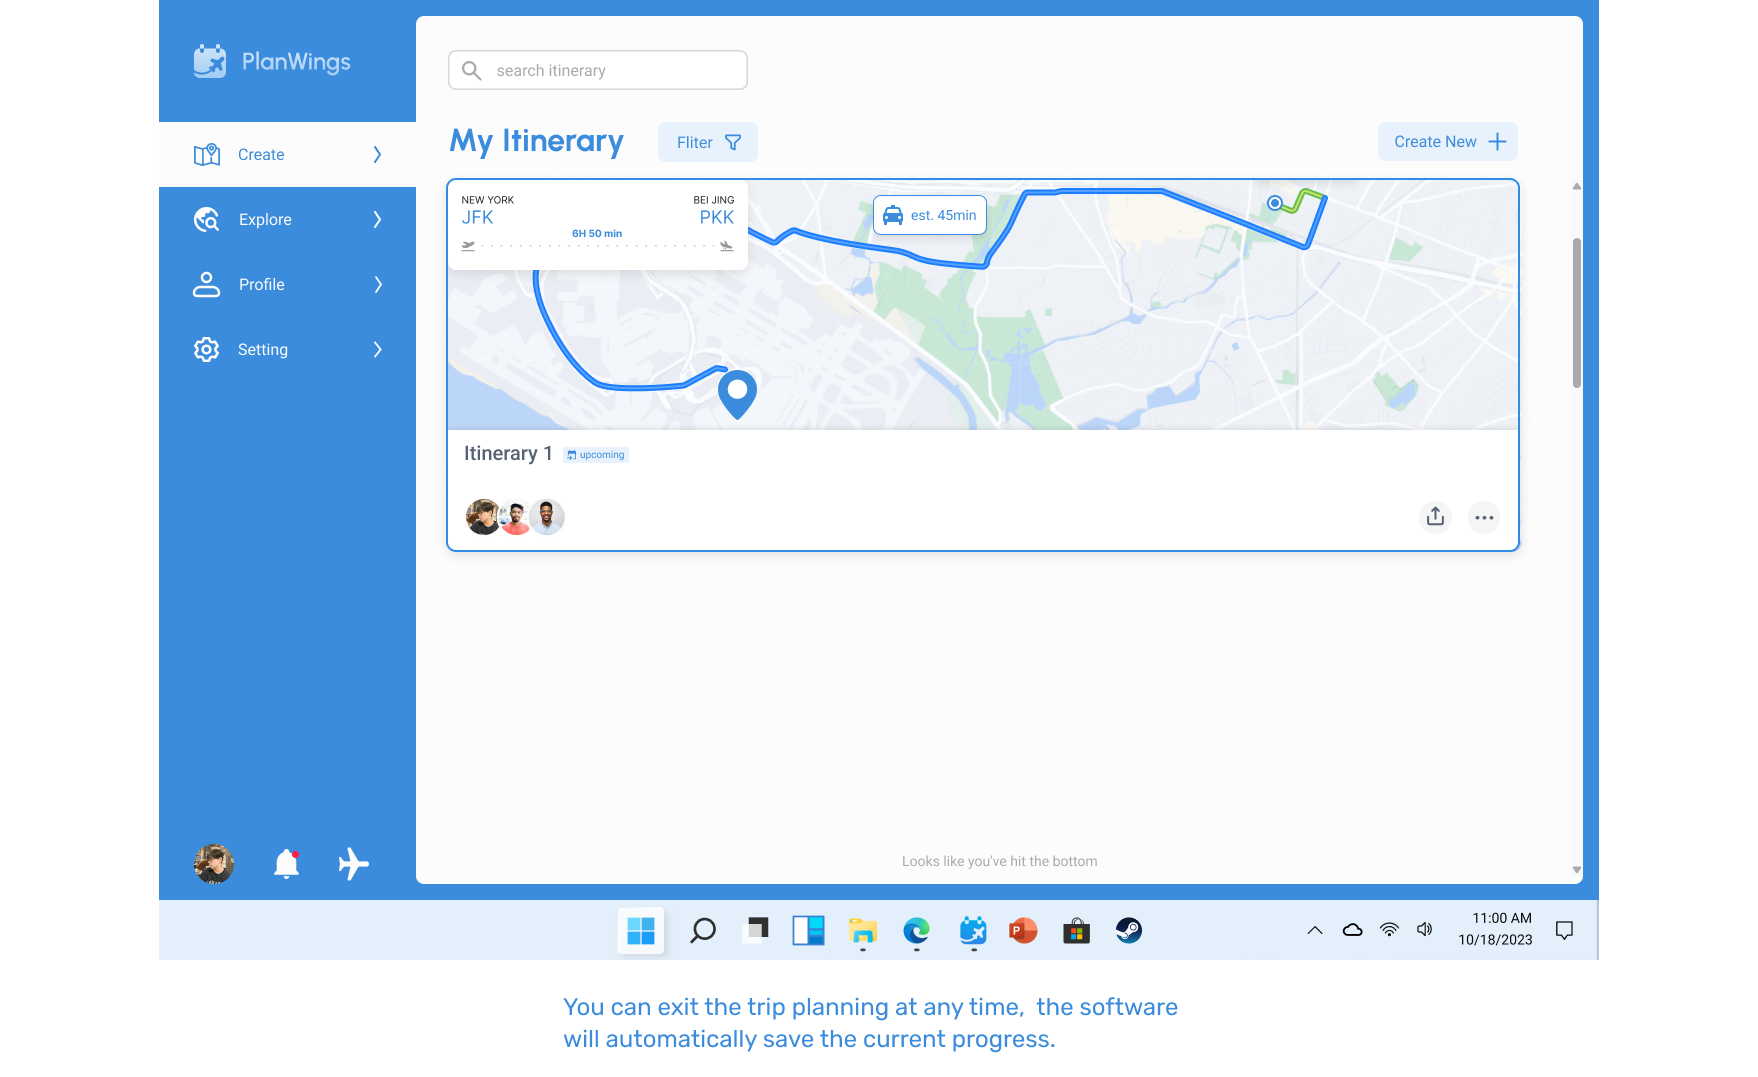 PlanWings
Create
Explore
Profile
Setting
search itinerary
My Itinerary
Fliter
Create New
NEW YORK
BEI JING
JFK
PKK
6H 50 min
est. 45min
Itinerary 1
upcoming
Looks like you've hit the bottom
P
11:00 AM
10/18/2023
You can exit the trip planning at any time, the software
will automatically save the current progress.